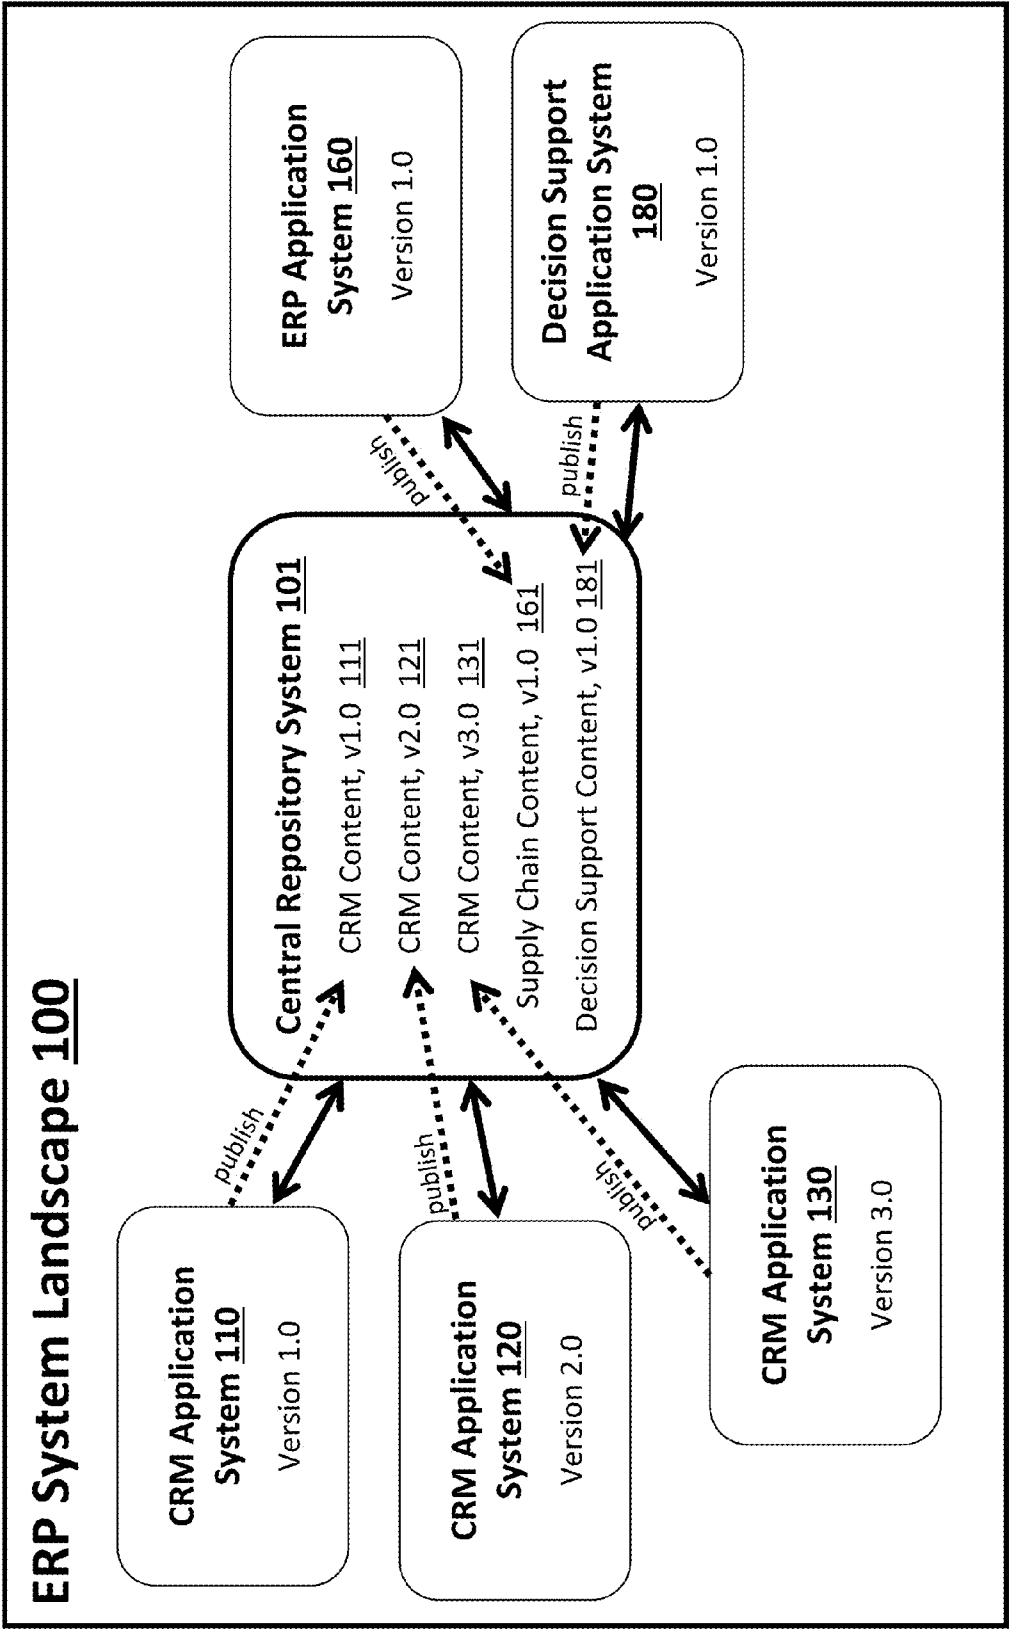 ERP System Landscape 100
CRM Application
System 110
Version 1.0
publish
CRM Application
System 120
Version 2.0
publish
CRM Application
System 130
Version 3.0
publish
Central Repository System 101
CRM Content, v1.0 111
CRM Content, v2.0 121
CRM Content, v3.0 131
Supply Chain Content, v1.0 161
Decision Support Content, v1.0 181
publish
ERP Application
System 160
Version 1.0
publish
Decision Support
Application System
180
Version 1.0